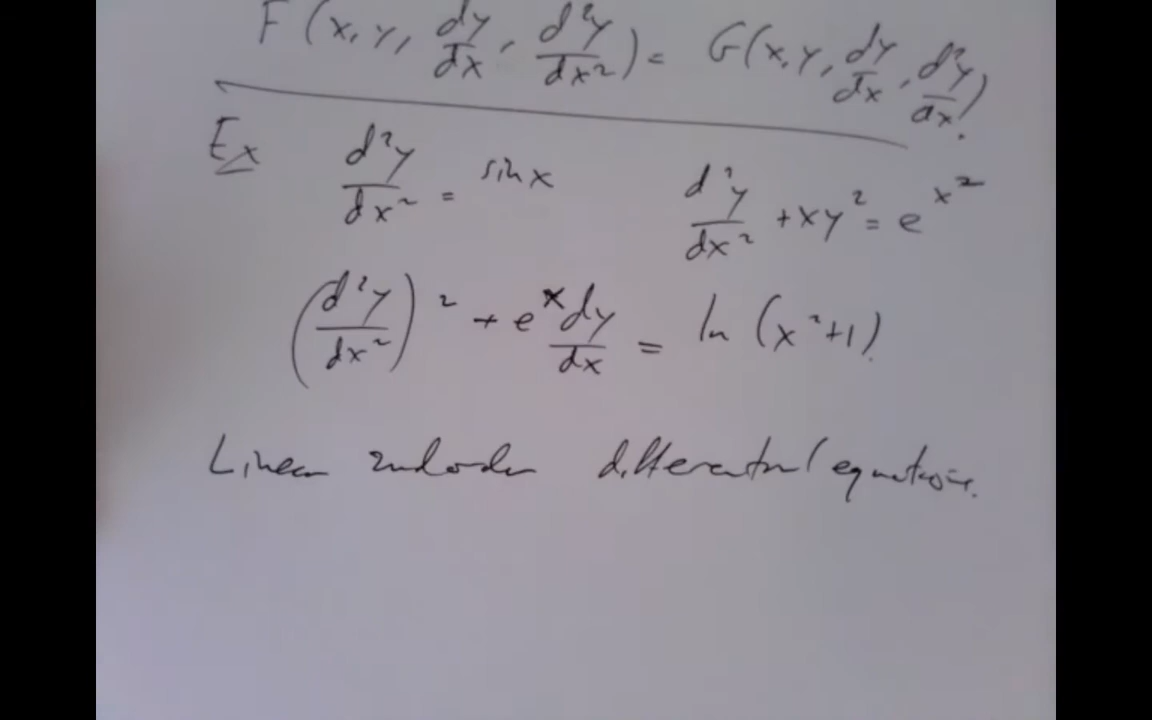 F(x, y, dy/dx, d²y/dx²) = G(x, y, dy/dx, d²y/dx²)
Ex d²y/dx² = sin x d²y/dx² + xy² = e^x²
(d²y/dx²)² + e^x dy/dx = ln (x²+1).
Linear 2nd order differential equations.